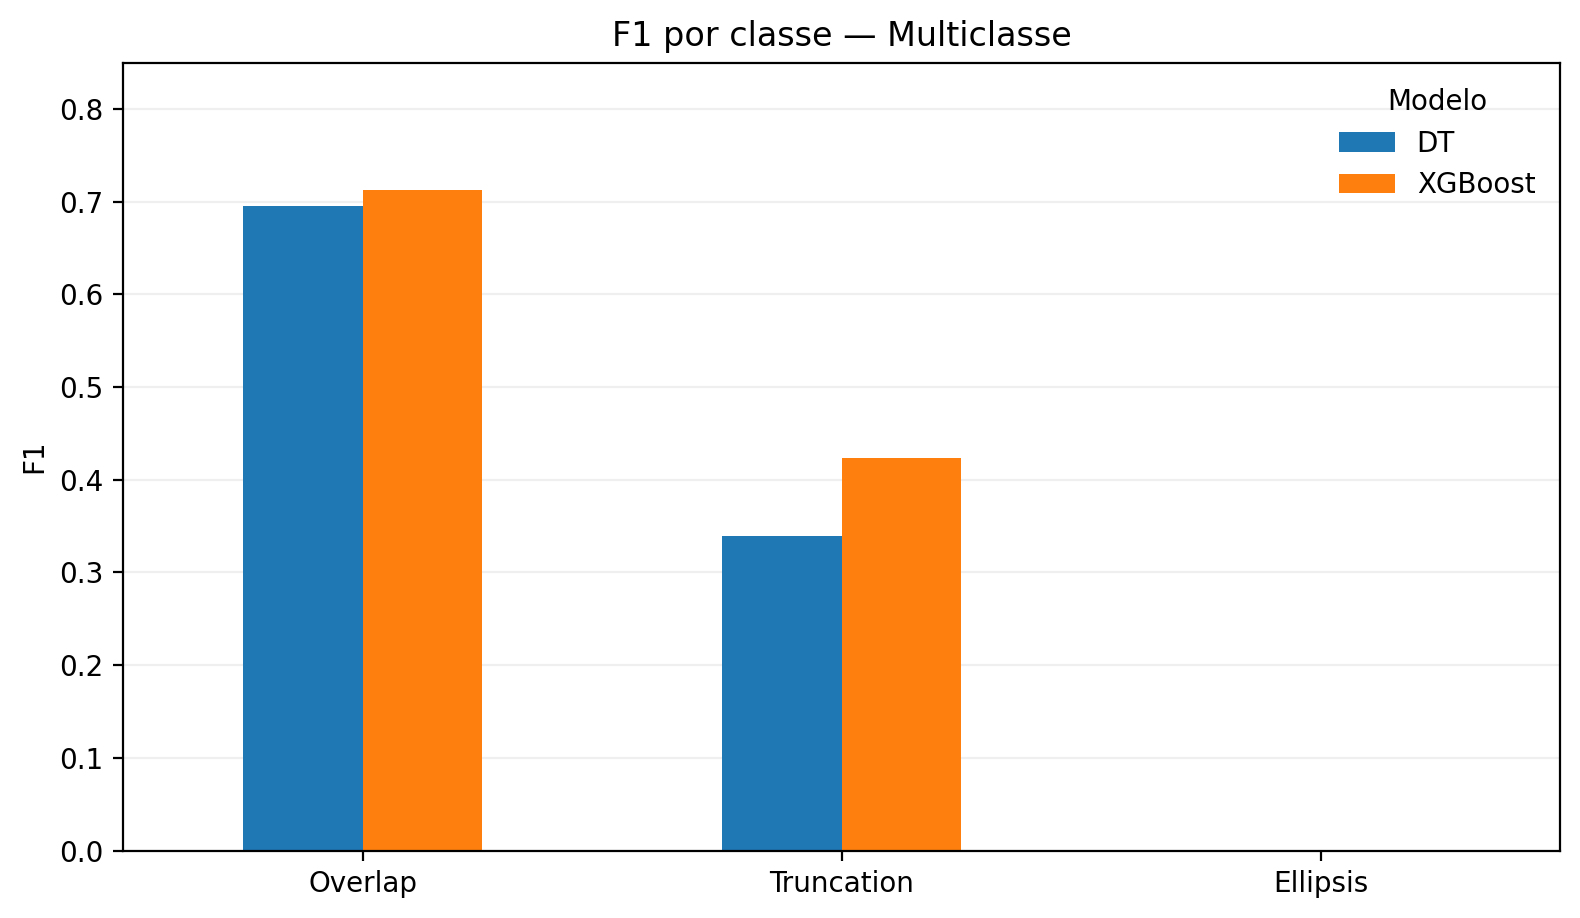 F1 por classe — Multiclasse
Modelo
DT
XGBoost
F1
0.8
0.7
0.6
0.5
0.4
0.3
0.2
0.1
0.0
Overlap
Truncation
Ellipsis